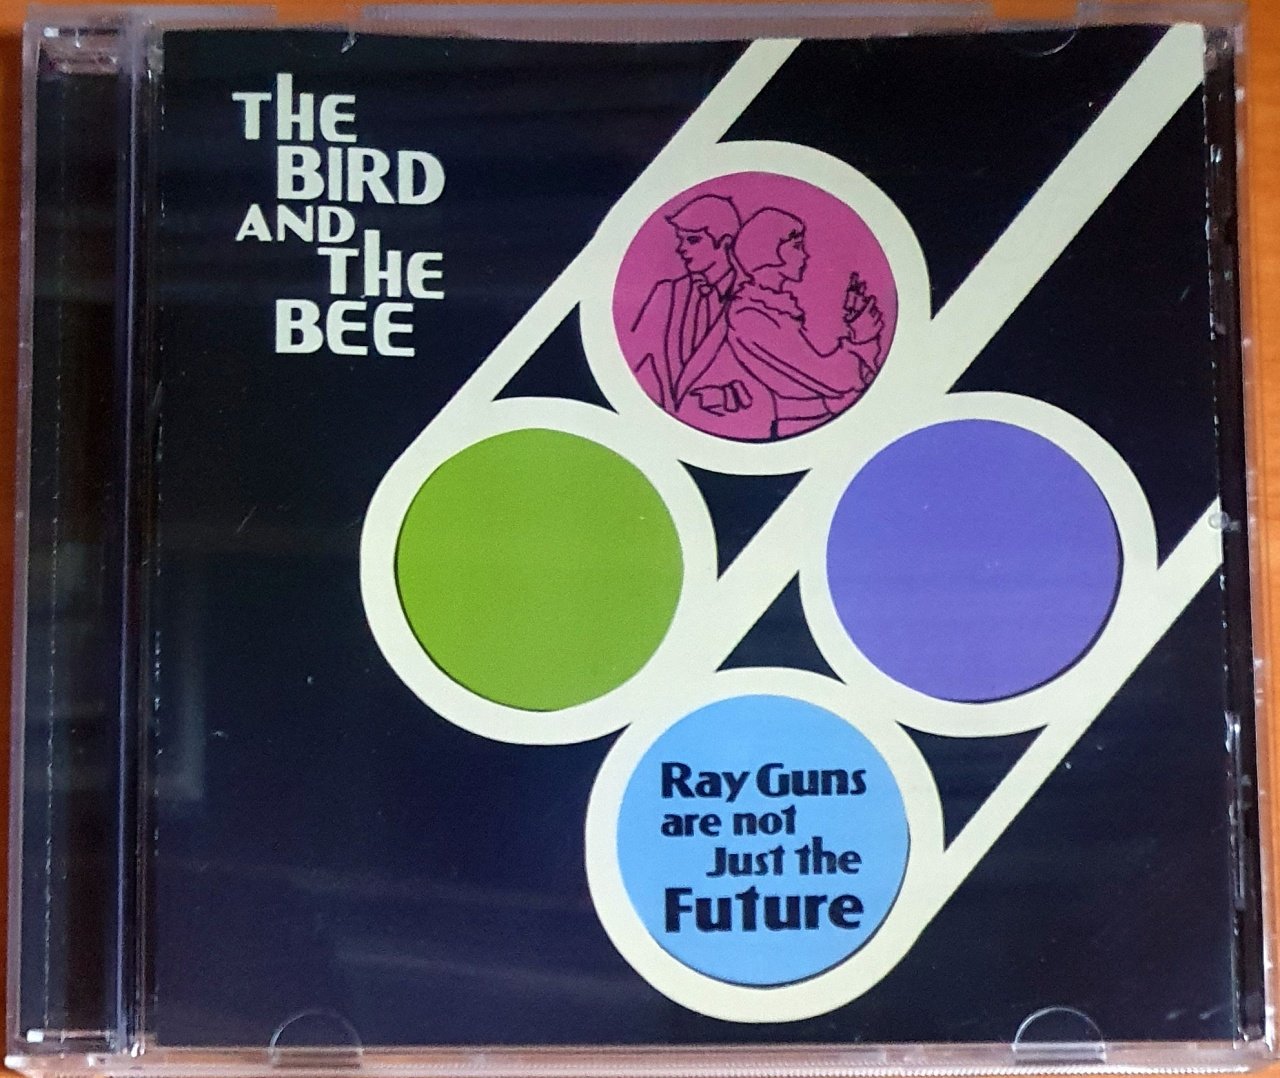 THE
BIRD
AND
THE
BEE
Ray Guns
are not
Just the
Future